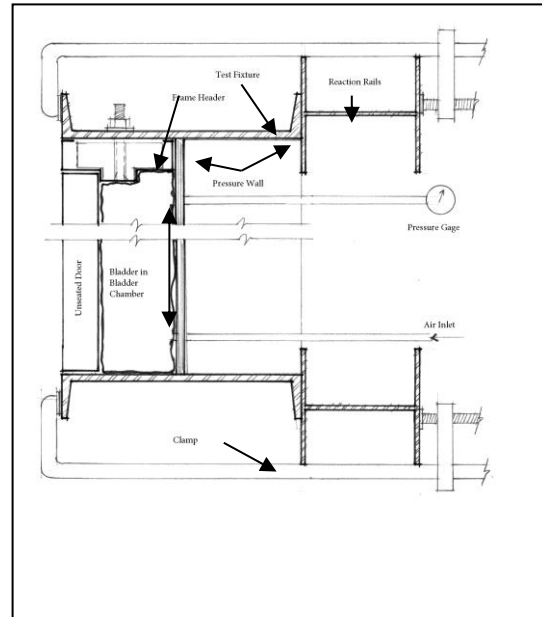 Test Fixture
Reaction Rails
Frame Header
Pressure Wall
Pressure Gage
Unseated Door
Bladder in
Bladder
Chamber
Air Inlet
Clamp